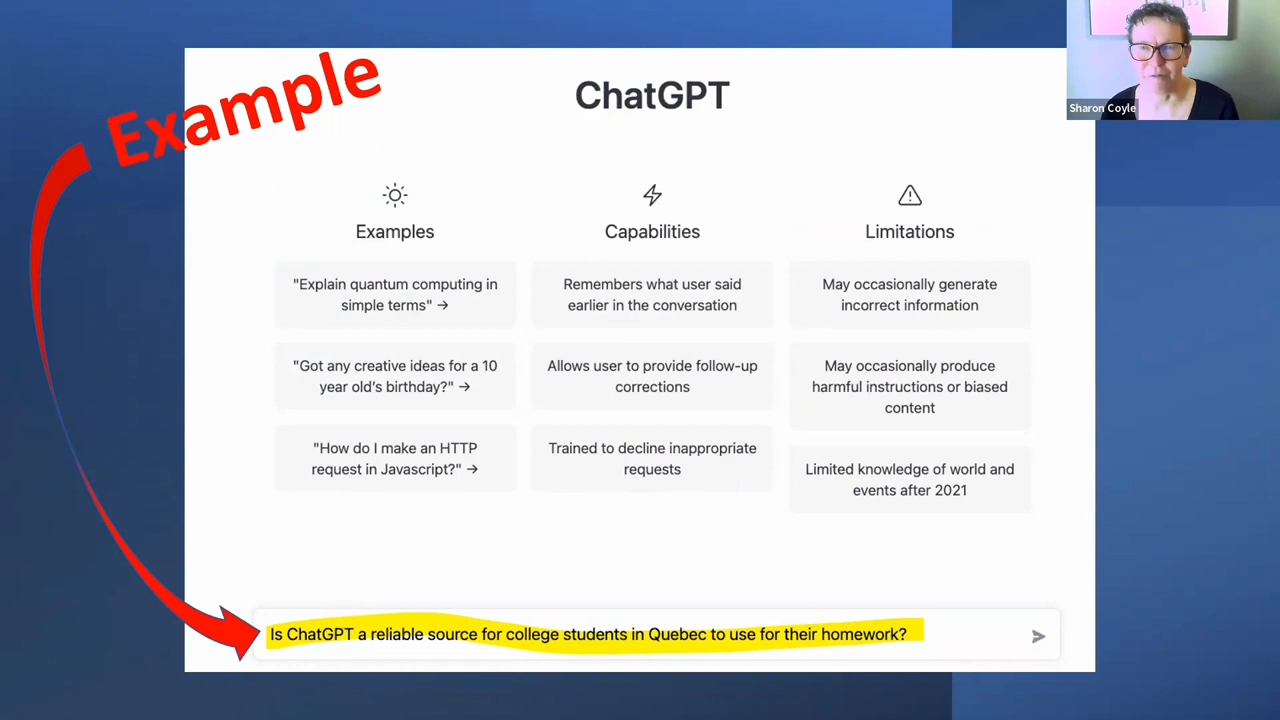 Example
ChatGPT
Sharon Coyle
Examples
"Explain quantum computing in
simple terms" →
"Got any creative ideas for a 10
year old's birthday?" →
"How do I make an HTTP
request in Javascript?" →
Capabilities
Remembers what user said
earlier in the conversation
Allows user to provide follow-up
corrections
Trained to decline inappropriate
requests
Limitations
May occasionally generate
incorrect information
May occasionally produce
harmful instructions or biased
content
Limited knowledge of world and
events after 2021
Is ChatGPT a reliable source for college students in Quebec to use for their homework?